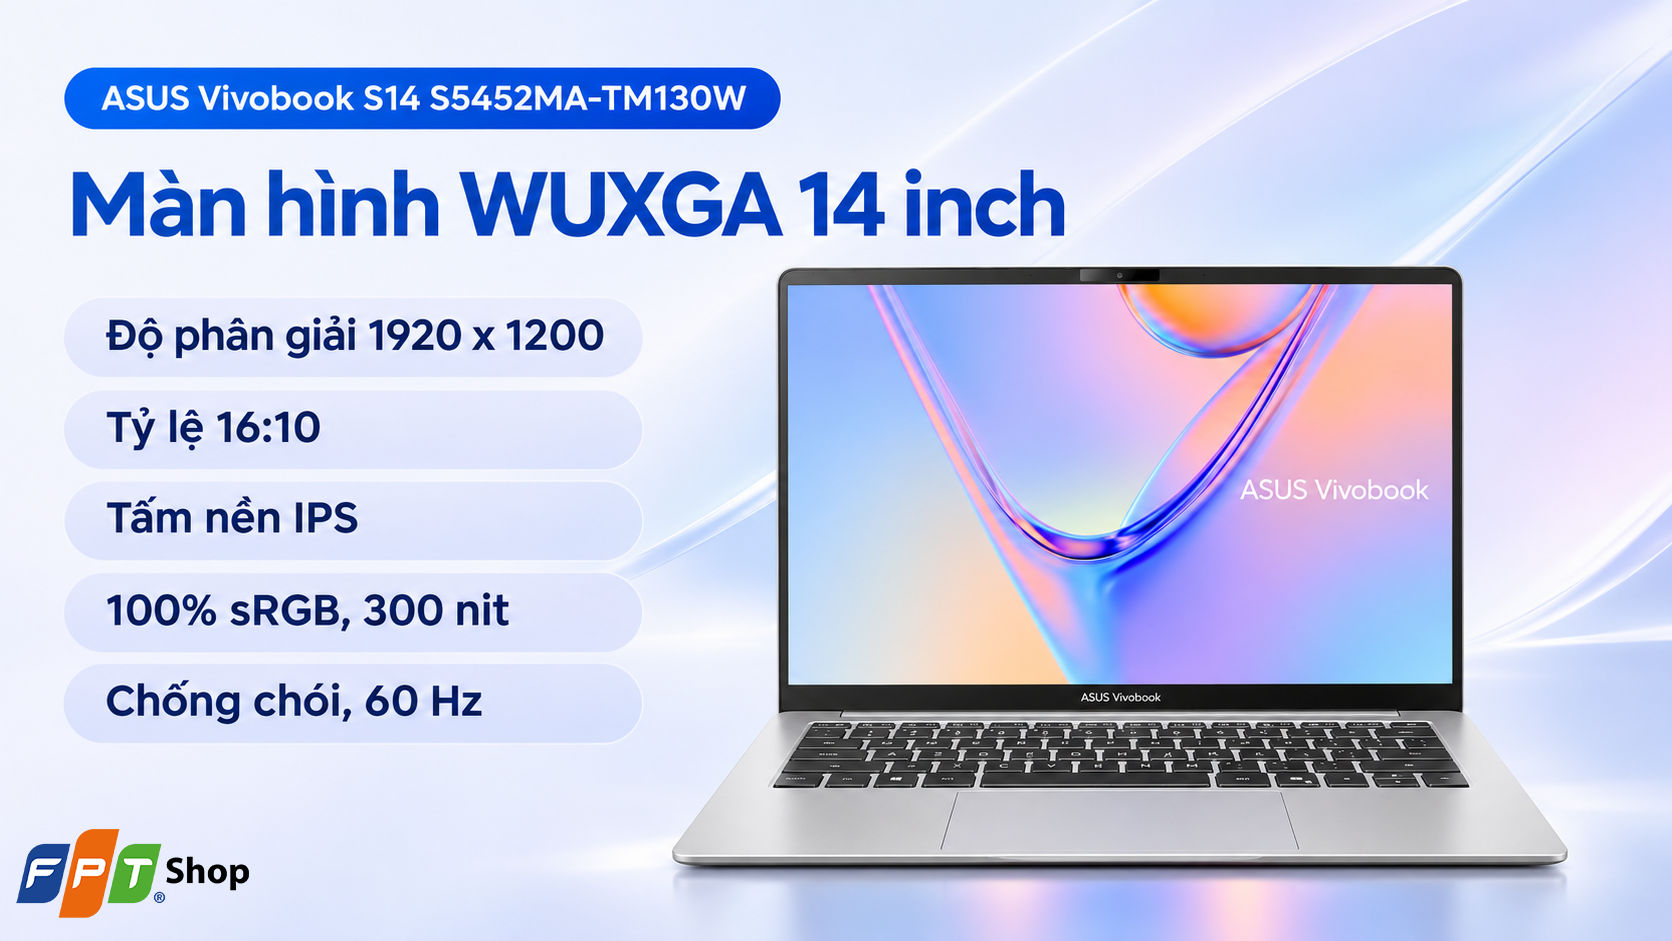 ASUS Vivobook S14 S5452MA-TM130W
Màn hình WUXGA 14 inch
Độ phân giải 1920 x 1200
Tỷ lệ 16:10
Tấm nền IPS
100% sRGB, 300 nit
Chống chói, 60 Hz
ASUS Vivobook
ASUS Vivobook
FPT® Shop